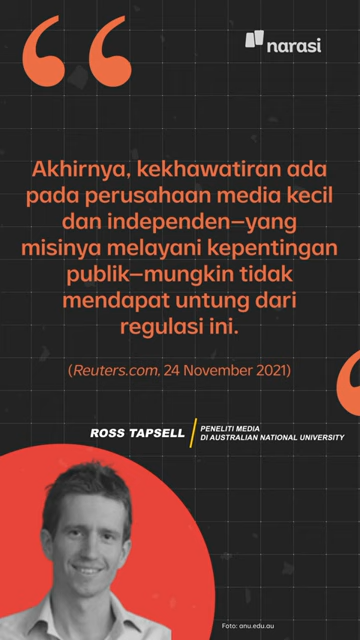 narasi
Akhirnya, kekhawatiran ada
pada perusahaan media kecil
dan independen—yang
misinya melayani kepentingan
publik—mungkin tidak
mendapat untung dari
regulasi ini.
(Reuters.com, 24 November 2021)
ROSS TAPSELL
PENELITI MEDIA
DI AUSTRALIAN NATIONAL UNIVERSITY
Foto: anu.edu.au